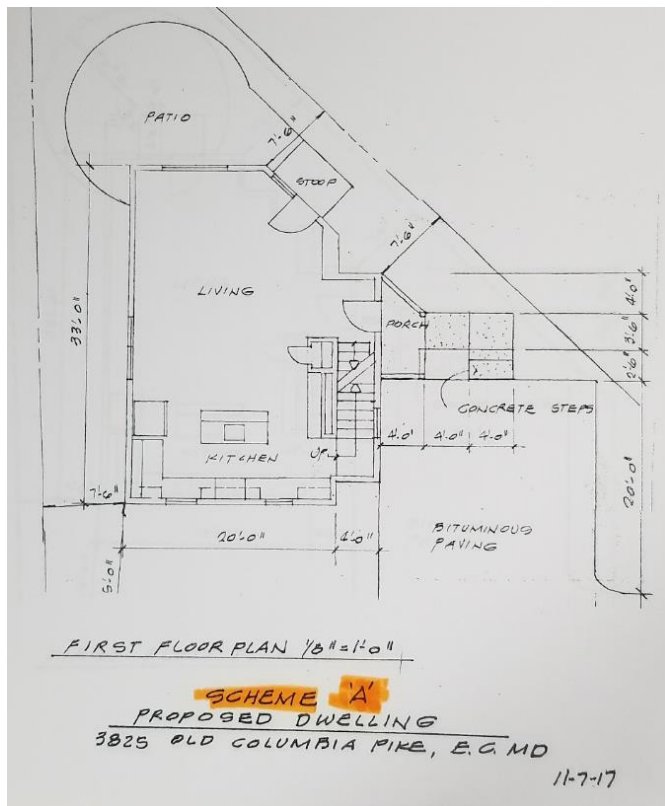 PATIO
7'-6"
STOOP
7'-6"
LIVING
33'-0"
PORCH
4'-0"
3'-6"
2'-6"
CONCRETE STEPS
4'-0" 4'-0" 4'-0"
KITCHEN
UP
20'-0"
7'-6"
20'-0" 4'-0"
BITUMINOUS
PAVING
5'-0"
FIRST FLOOR PLAN 1/8" = 1'-0"
SCHEME 'A'
PROPOSED DWELLING
3825 OLD COLUMBIA PIKE, E.C. MD
11-7-17